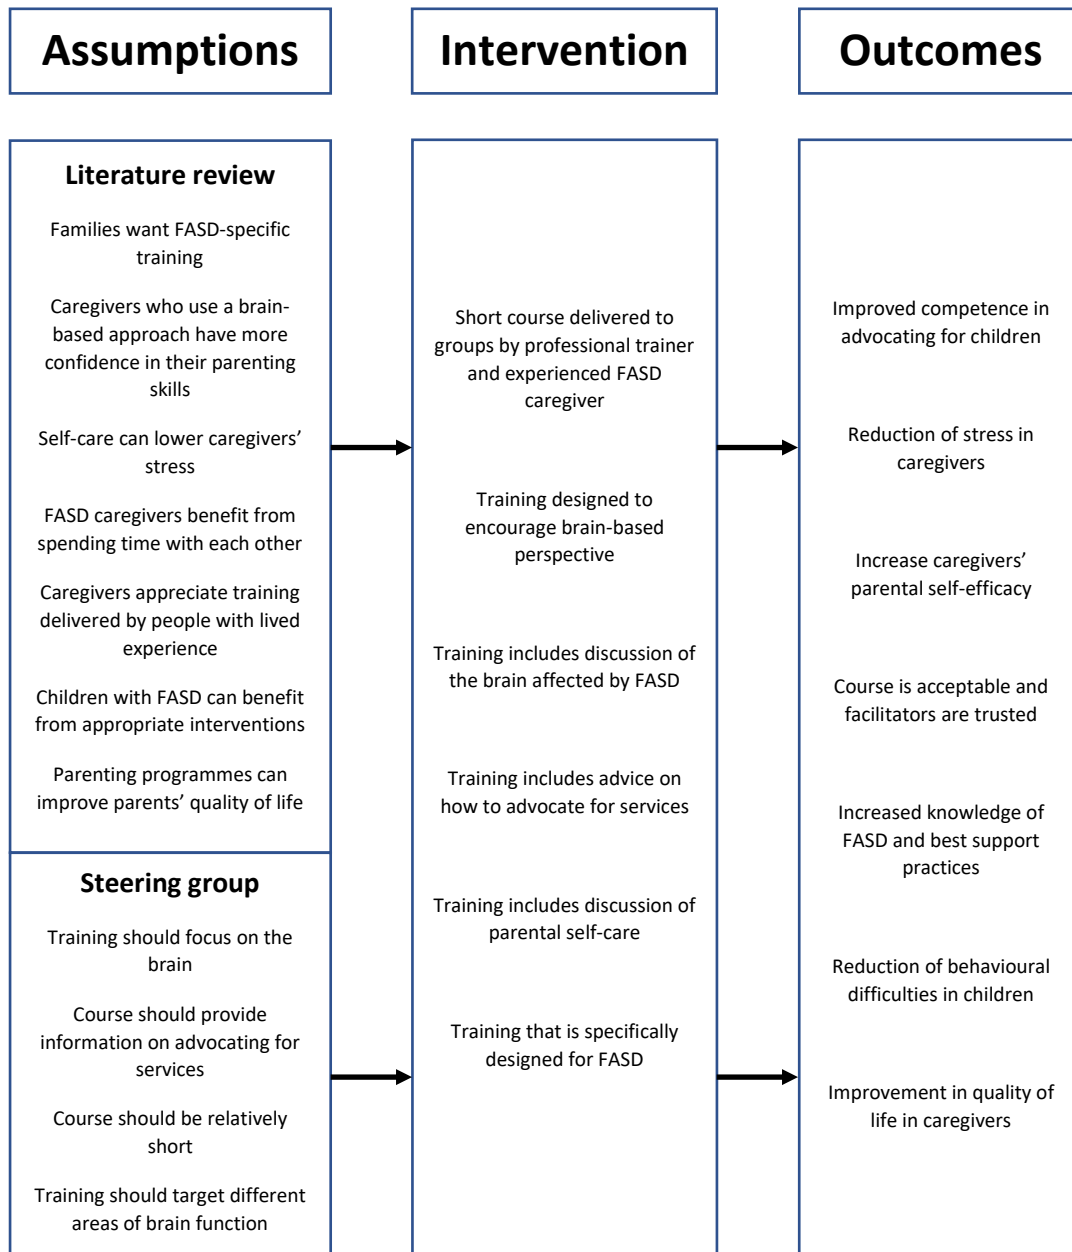 Assumptions
Intervention
Outcomes
Literature review
Families want FASD-specific
training
Caregivers who use a brain-
based approach have more
confidence in their parenting
skills
Self-care can lower caregivers’
stress
FASD caregivers benefit from
spending time with each other
Caregivers appreciate training
delivered by people with lived
experience
Children with FASD can benefit
from appropriate interventions
Parenting programmes can
improve parents’ quality of life
Steering group
Training should focus on the
brain
Course should provide
information on advocating for
services
Course should be relatively
short
Training should target different
areas of brain function
Short course delivered to
groups by professional trainer
and experienced FASD
caregiver
Training designed to
encourage brain-based
perspective
Training includes discussion of
the brain affected by FASD
Training includes advice on
how to advocate for services
Training includes discussion of
parental self-care
Training that is specifically
designed for FASD
Improved competence in
advocating for children
Reduction of stress in
caregivers
Increase caregivers’
parental self-efficacy
Course is acceptable and
facilitators are trusted
Increased knowledge of
FASD and best support
practices
Reduction of behavioural
difficulties in children
Improvement in quality of
life in caregivers